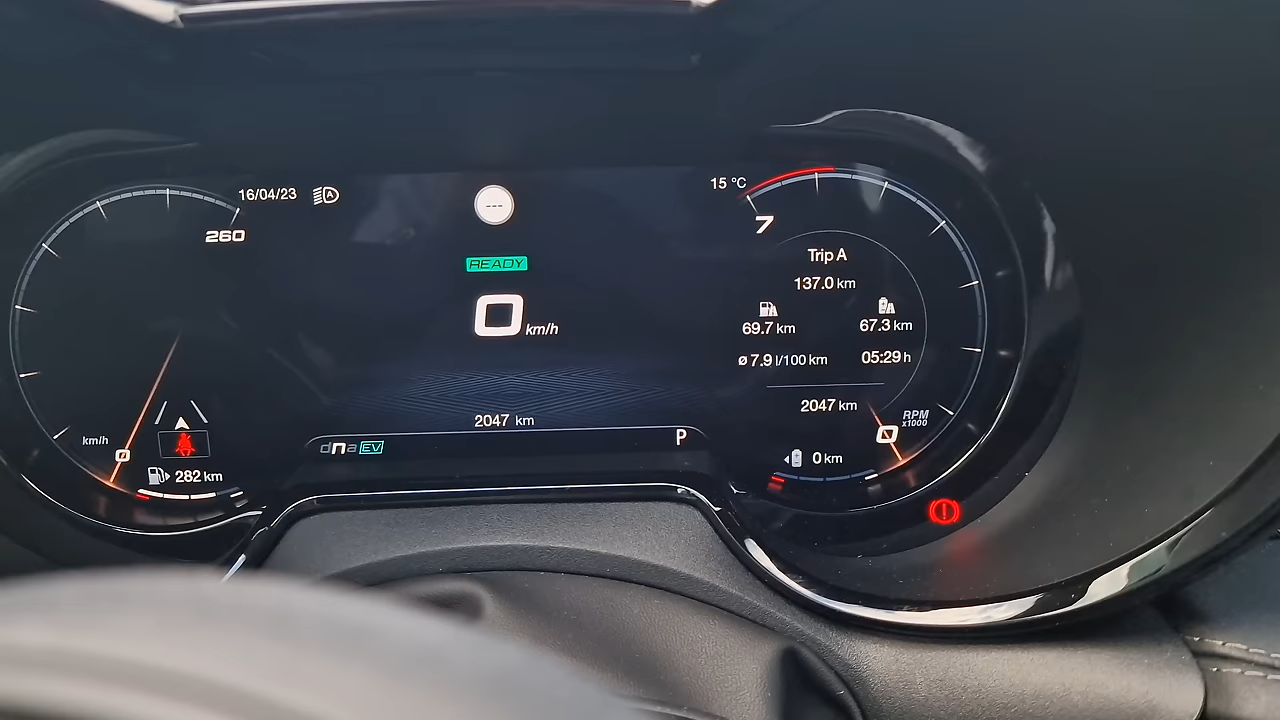 16/04/23
260
km/h
0
282 km
---
READY
0 km/h
2047 km
dna EV
P
15 °C
7
Trip A
137.0 km
69.7 km
67.3 km
ø 7.9 l/100 km
05:29 h
2047 km
RPM
x1000
0
0 km